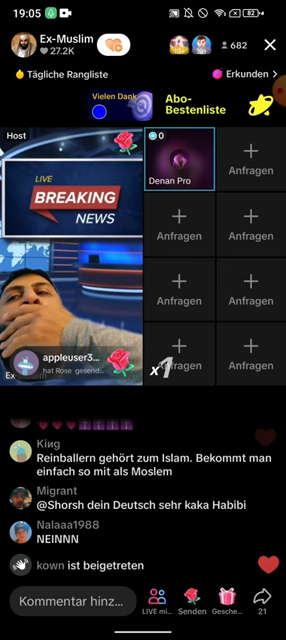 19:05
82
Ex-Muslim
27.2K
682
Tägliche Rangliste
Erkunden >
Vielen Dank
Abo-
Bestenliste
Host
LIVE
BREAKING
NEWS
0
Denan Pro
Anfragen
Anfragen
Anfragen
Anfragen
Anfragen
Anfragen
Anfragen
appleuser3...
hat Rose gesend...
x1
King
Reinballern gehört zum Islam. Bekommt man
einfach so mit als Moslem
Migrant
@Shorsh dein Deutsch sehr kaka Habibi
Nalaaa1988
NEINNN
kown ist beigetreten
Kommentar hinz...
LIVE mi...
Senden
Gesche...
21